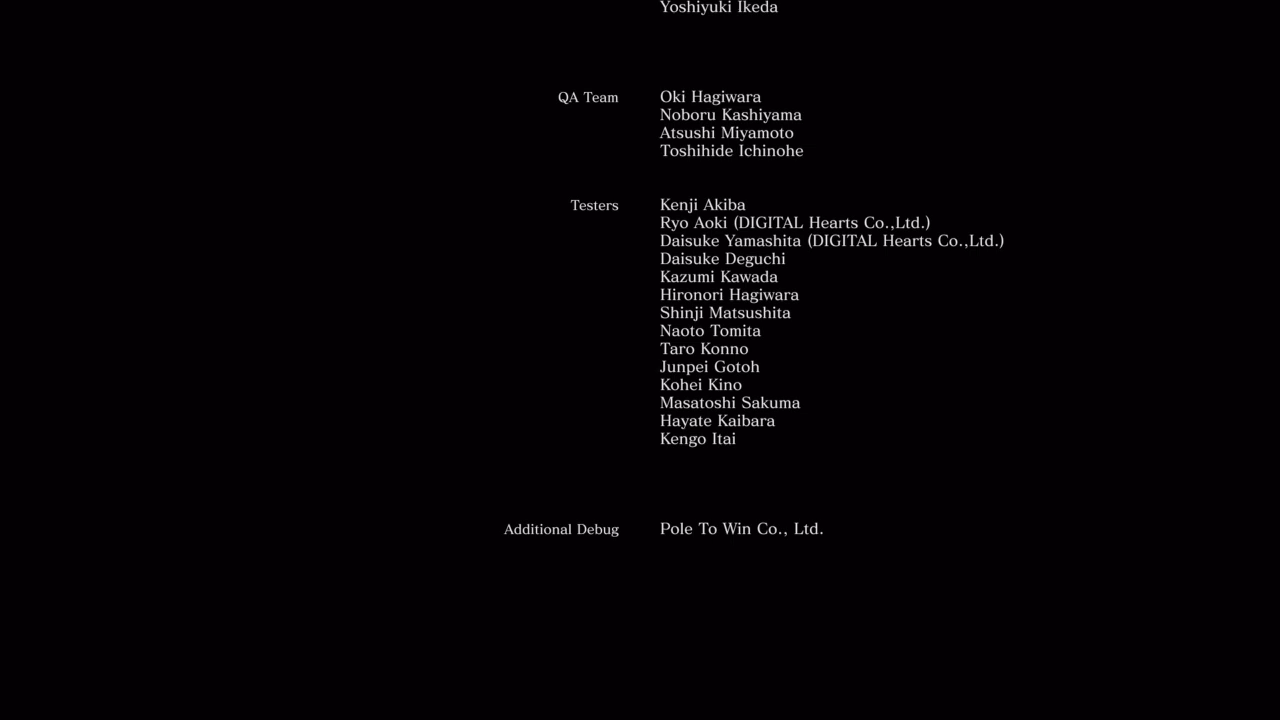 Yoshiyuki Ikeda
QA Team Oki Hagiwara
Noboru Kashiyama
Atsushi Miyamoto
Toshihide Ichinohe
Testers Kenji Akiba
Ryo Aoki (DIGITAL Hearts Co.,Ltd.)
Daisuke Yamashita (DIGITAL Hearts Co.,Ltd.)
Daisuke Deguchi
Kazumi Kawada
Hironori Hagiwara
Shinji Matsushita
Naoto Tomita
Taro Konno
Junpei Gotoh
Kohei Kino
Masatoshi Sakuma
Hayate Kaibara
Kengo Itai
Additional Debug Pole To Win Co., Ltd.